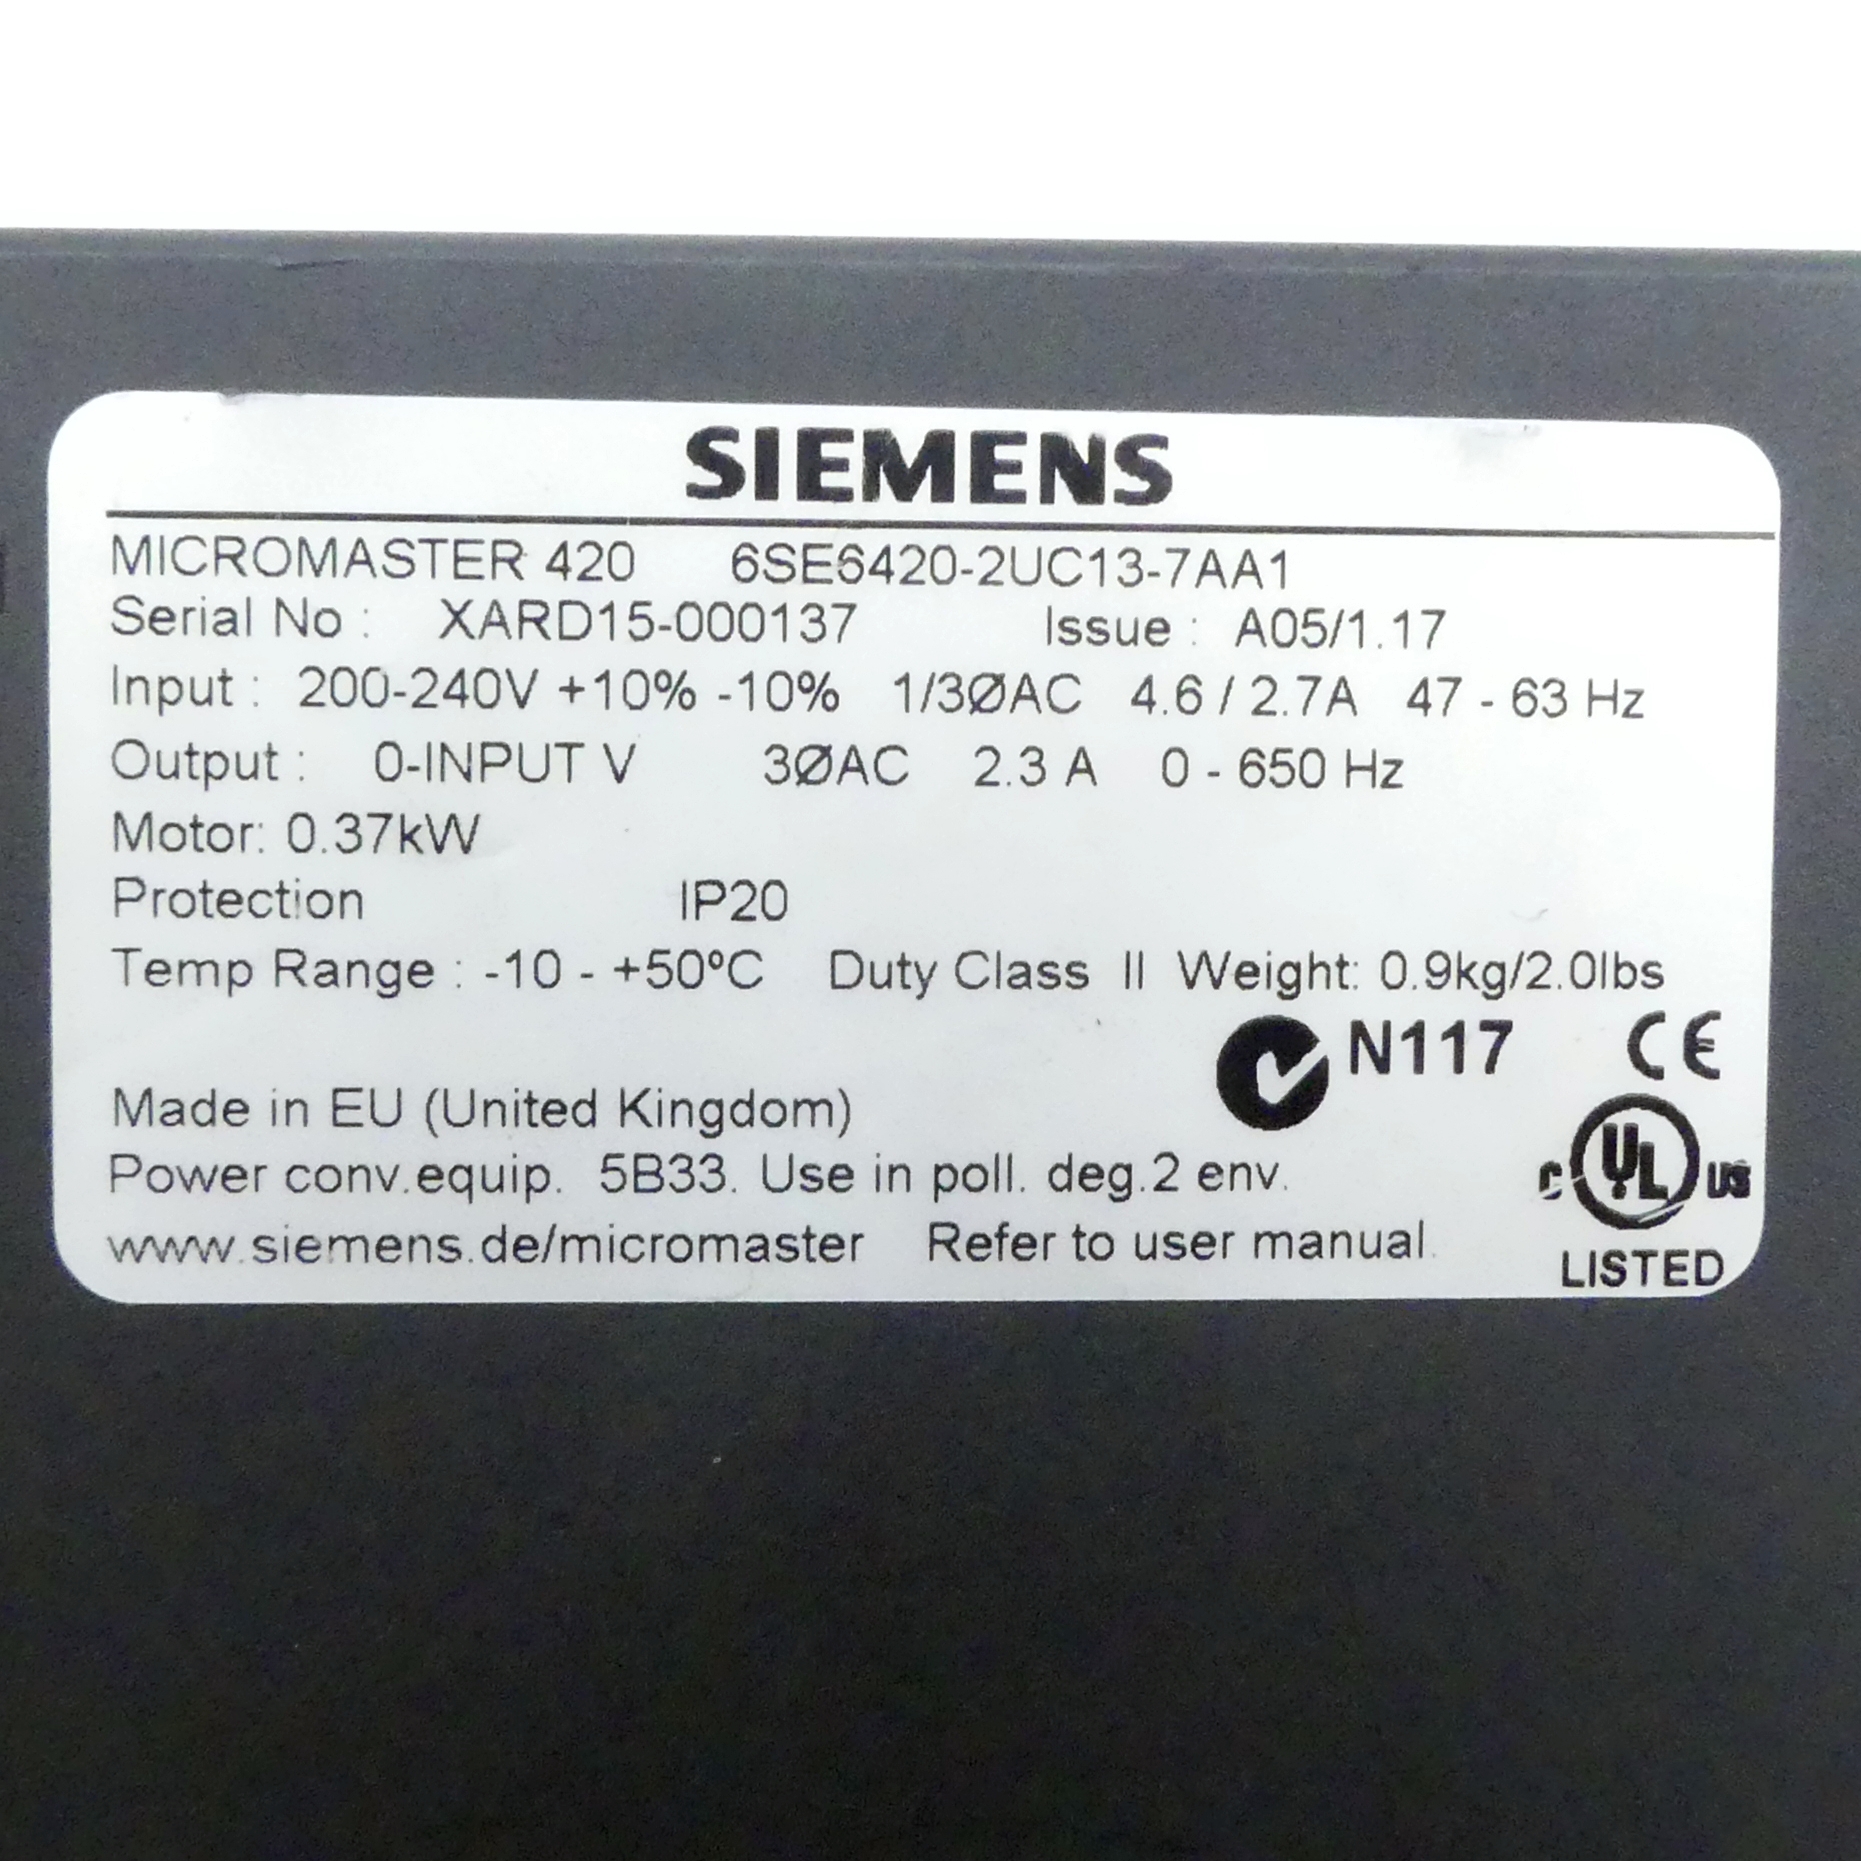 SIEMENS
MICROMASTER 420 6SE6420-2UC13-7AA1
Serial No : XARD15-000137 Issue : A05/1.17
Input : 200-240V +10% -10% 1/3ØAC 4.6 / 2.7A 47 - 63 Hz
Output : 0-INPUT V 3ØAC 2.3 A 0 - 650 Hz
Motor: 0.37kW
Protection IP20
Temp Range : -10 - +50ºC Duty Class II Weight: 0.9kg/2.0lbs
N117 CE
Made in EU (United Kingdom)
Power conv.equip. 5B33. Use in poll. deg.2 env.
C UL US
www.siemens.de/micromaster Refer to user manual.
LISTED